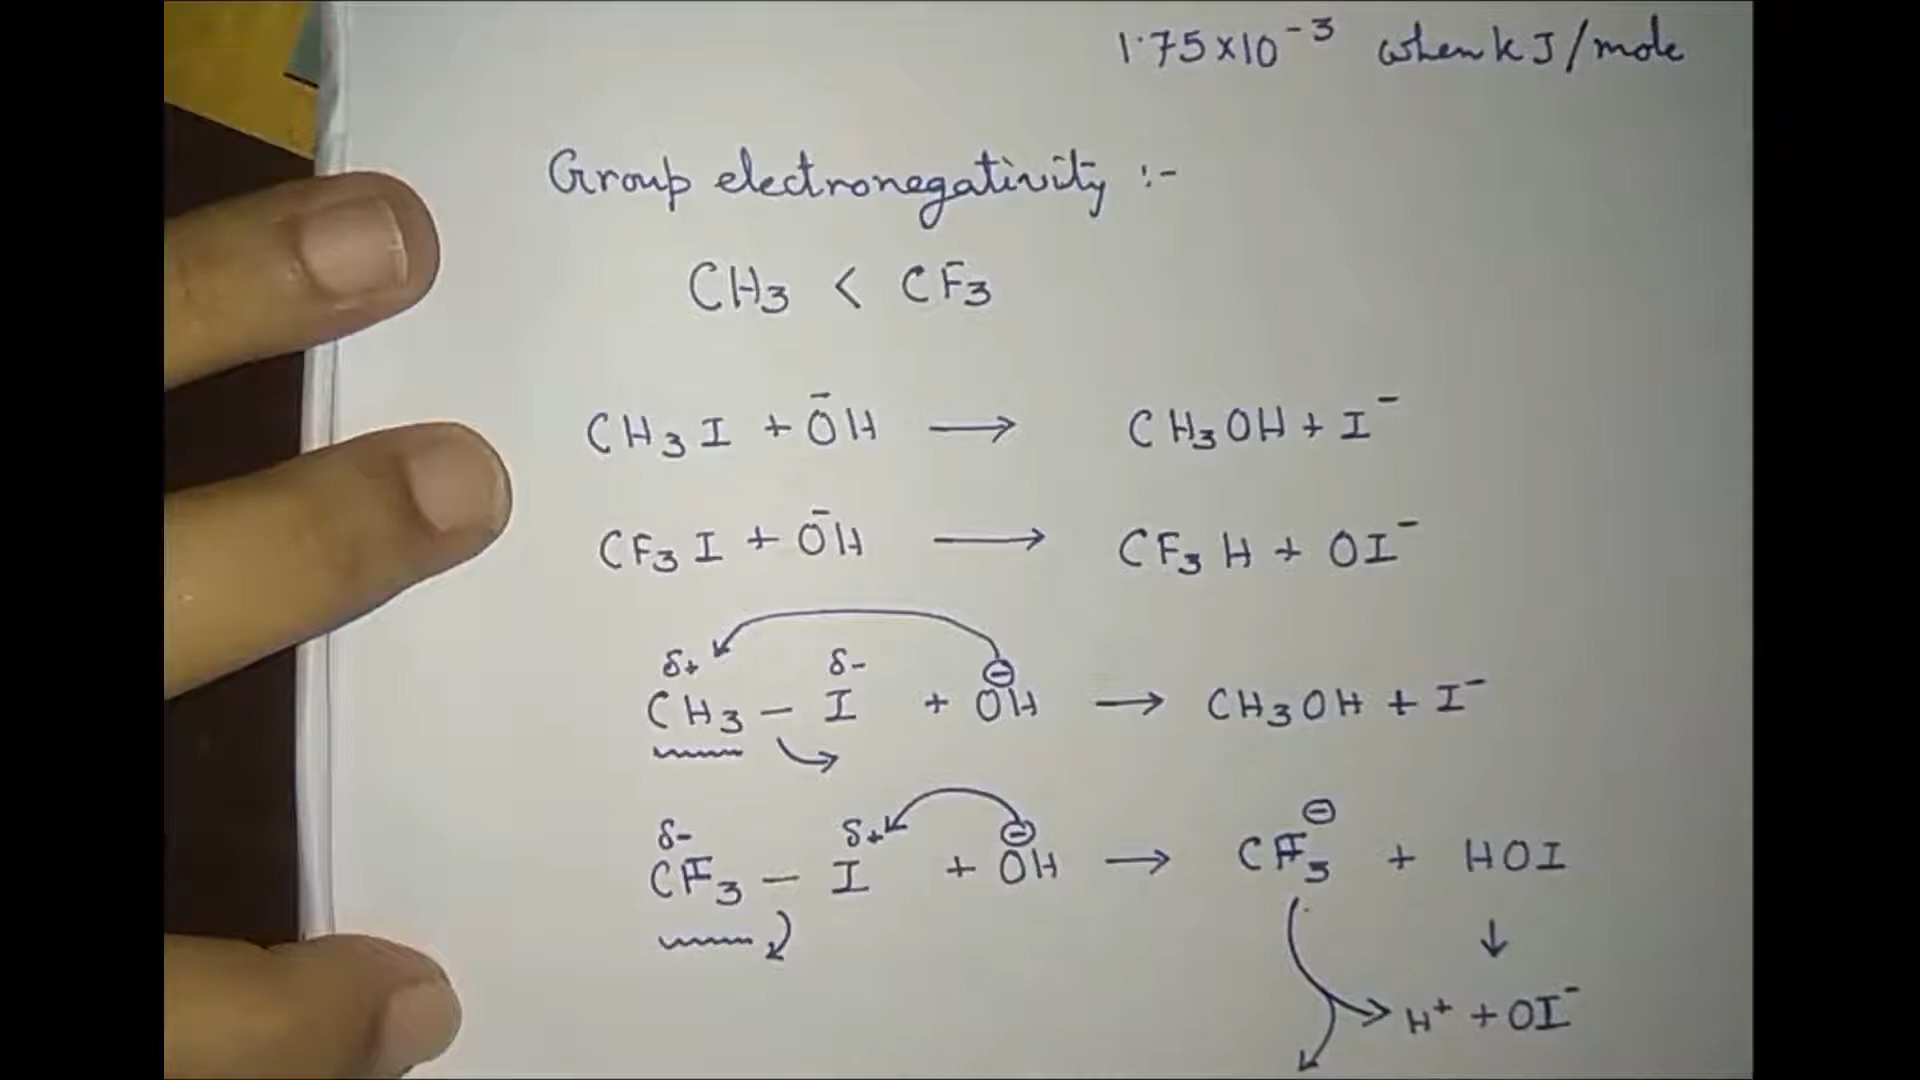 1.75×10⁻³ when kJ/mole
Group electronegativity :-
CH₃ < CF₃
CH₃I + ŌH ⟶ CH₃OH + I⁻
CF₃I + ŌH ⟶ CF₃H + OI⁻
δ+ δ- ⊖
CH₃ – I + OH → CH₃OH + I⁻
δ- δ+ ⊖ ⊖
CF₃ – I + OH → CF₃ + HOI
↓
H⁺ + OI⁻